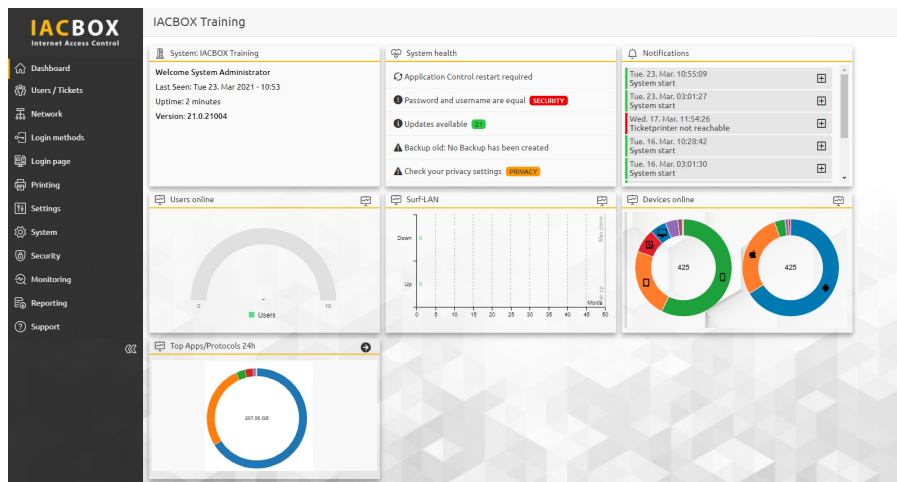 IACBOX
Internet Access Control
Dashboard
Users / Tickets
Network
Login methods
Login page
Printing
Settings
System
Security
Monitoring
Reporting
Support
IACBOX Training
System: IACBOX Training
Welcome System Administrator
Last Seen: Tue 23. Mar 2021 - 10:53
Uptime: 2 minutes
Version: 21.0.21004
System health
Application Control restart required
Password and username are equal SECURITY
Updates available 21
Backup old: No Backup has been created
Check your privacy settings PRIVACY
Notifications
Tue. 23. Mar. 10:55:09
System start
Tue. 23. Mar. 03:01:27
System start
Wed. 17. Mar. 11:54:26
Ticketprinter not reachable
Tue. 16. Mar. 10:28:42
System start
Tue. 16. Mar. 03:01:30
System start
Users online
-
0 10
Users
Surf-LAN
Down 0
Up 0
Max down
Mbit/s
0 5 10 15 20 25 30 35 40 45 50
Devices online
425
425
Top Apps/Protocols 24h
207,96 GB